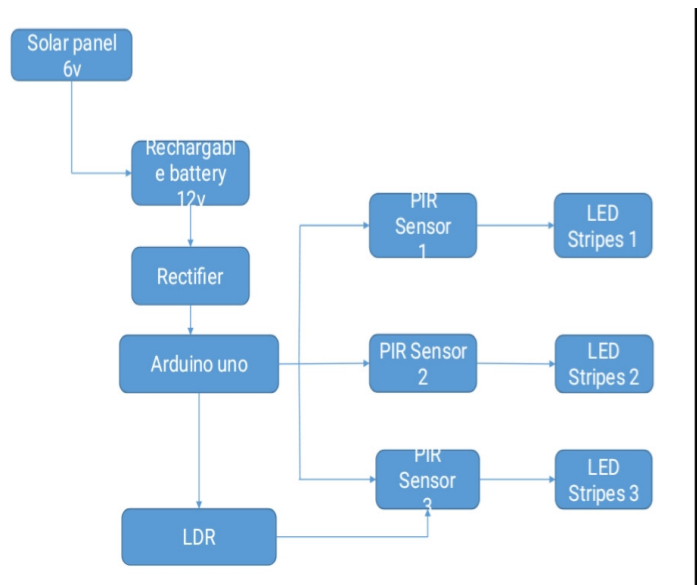 Solar panel
6v
Rechargabl
e battery
12v
PIR
Sensor
1
LED
Stripes 1
Rectifier
Arduino uno
PIR Sensor
2
LED
Stripes 2
PIR
Sensor
3
LED
Stripes 3
LDR